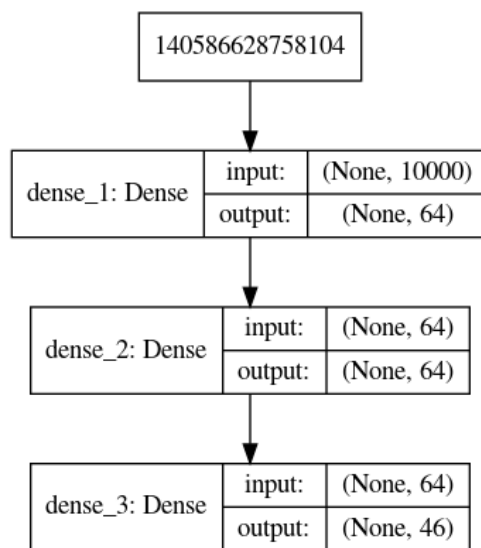 140586628758104
dense_1: Dense
input:
(None, 10000)
output:
(None, 64)
dense_2: Dense
input:
(None, 64)
output:
(None, 64)
dense_3: Dense
input:
(None, 64)
output:
(None, 46)